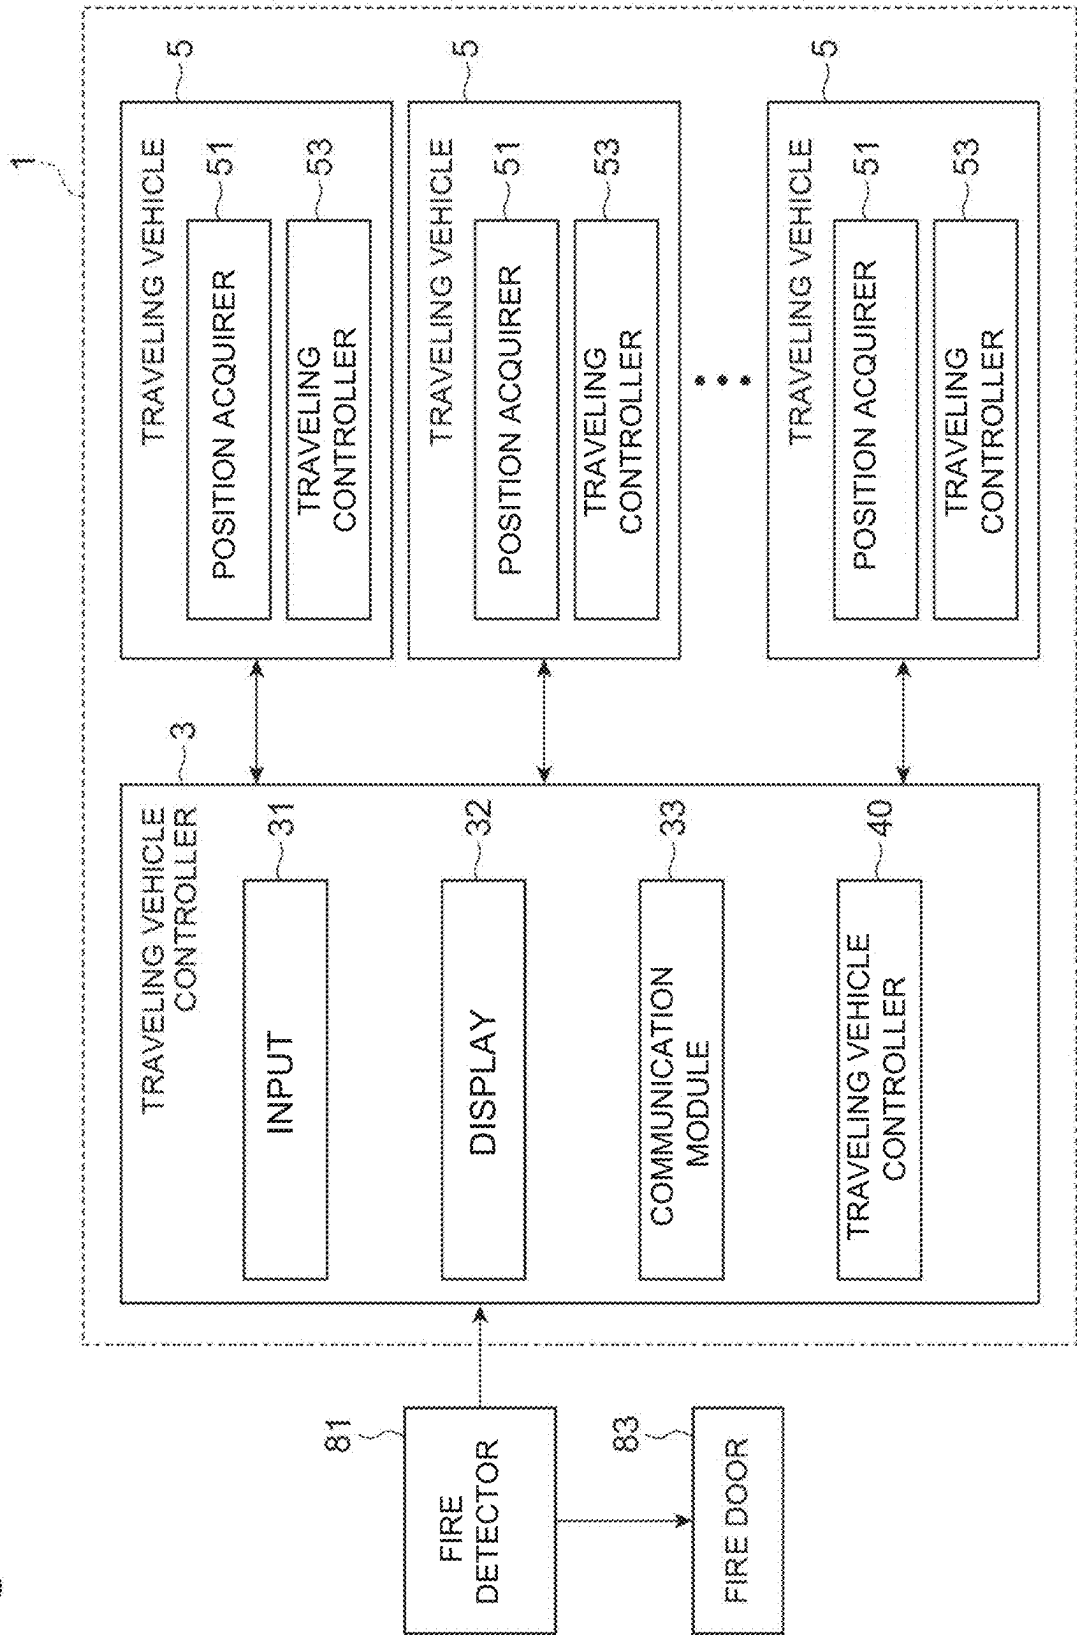 1
TRAVELING VEHICLE
CONTROLLER
3
INPUT
31
DISPLAY
32
COMMUNICATION
MODULE
33
TRAVELING VEHICLE
CONTROLLER
40
TRAVELING VEHICLE
5
POSITION ACQUIRER
51
TRAVELING
CONTROLLER
53
TRAVELING VEHICLE
5
POSITION ACQUIRER
51
TRAVELING
CONTROLLER
53
TRAVELING VEHICLE
5
POSITION ACQUIRER
51
TRAVELING
CONTROLLER
53
81
FIRE
DETECTOR
83
FIRE DOOR